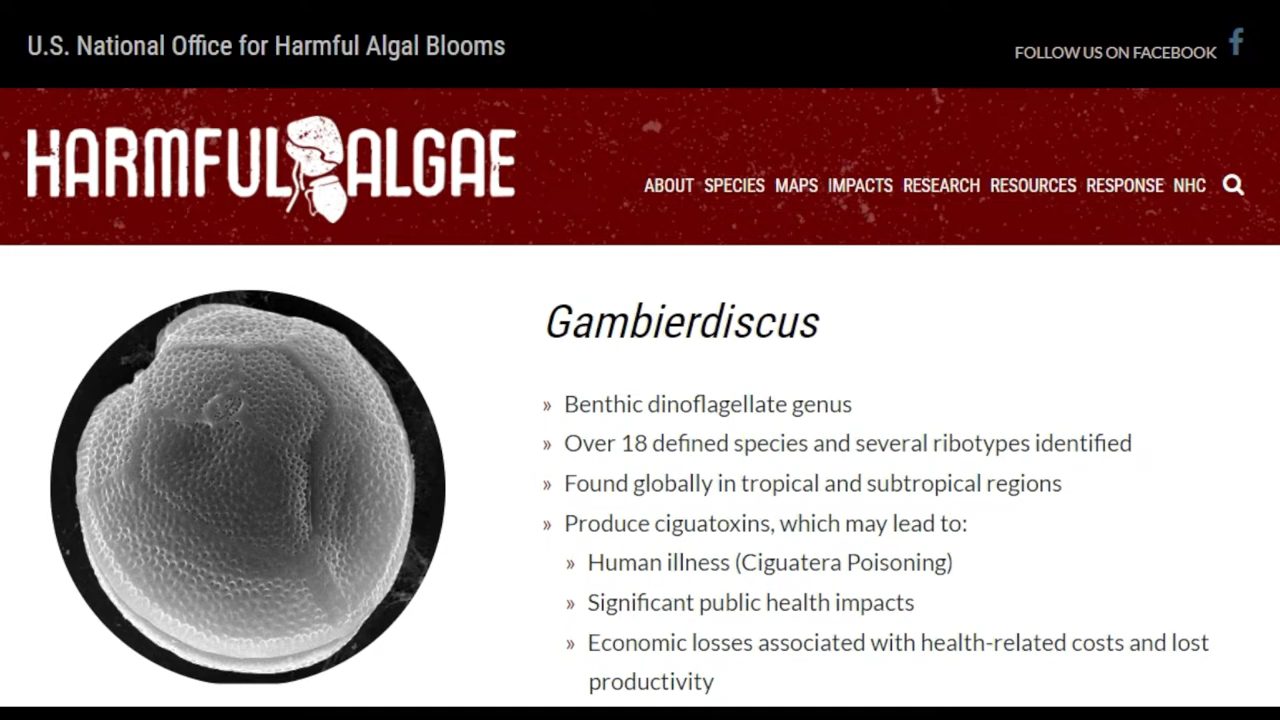 U.S. National Office for Harmful Algal Blooms
FOLLOW US ON FACEBOOK
HARMFUL ALGAE
ABOUT SPECIES MAPS IMPACTS RESEARCH RESOURCES RESPONSE NHC
Gambierdiscus
» Benthic dinoflagellate genus
» Over 18 defined species and several ribotypes identified
» Found globally in tropical and subtropical regions
» Produce ciguatoxins, which may lead to:
» Human illness (Ciguatera Poisoning)
» Significant public health impacts
» Economic losses associated with health-related costs and lost
productivity